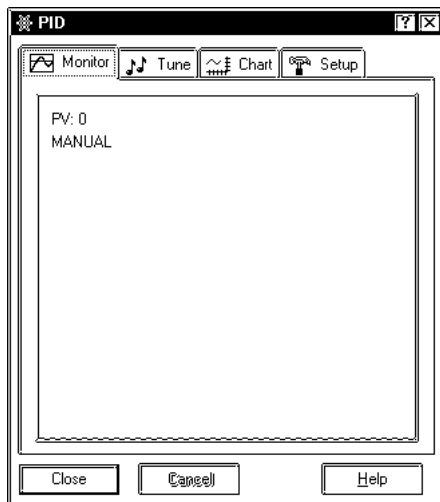 PID
Monitor Tune Chart Setup
PV: 0
MANUAL
Close Cancel Help